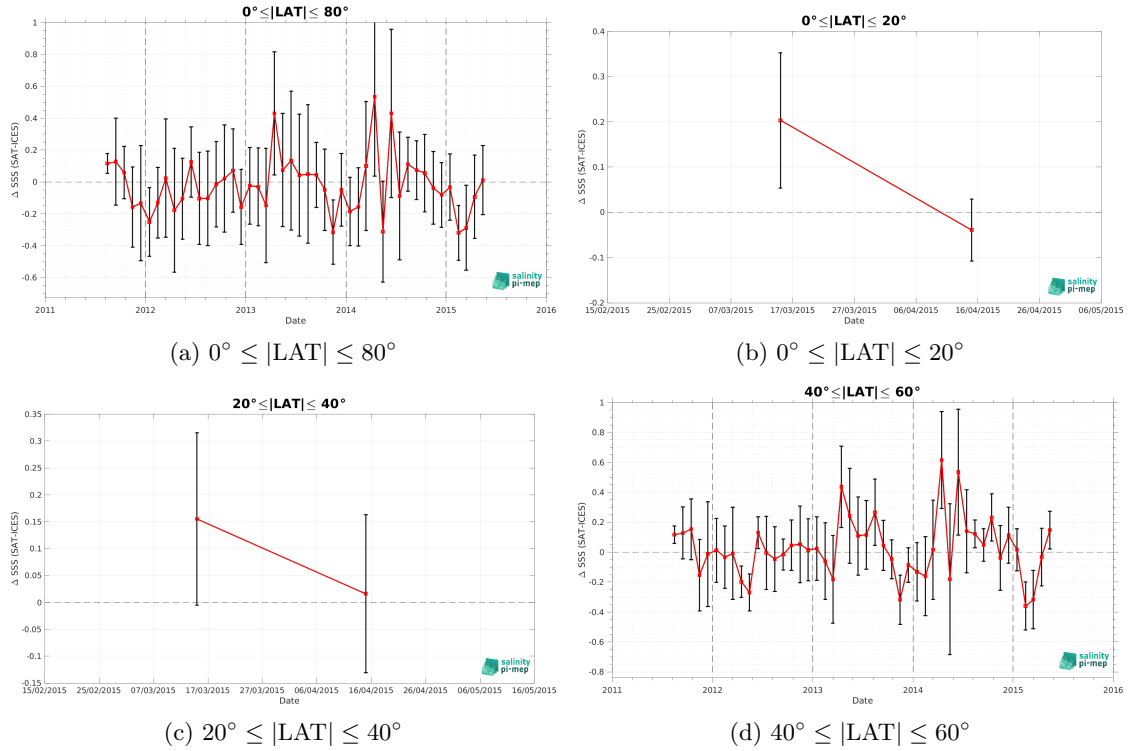 0°≤|LAT|≤ 80°
Δ SSS (SAT-ICES)
1
0.8
0.6
0.4
0.2
0
-0.2
-0.4
-0.6
2011 2012 2013 2014 2015 2016
Date
salinity
pi-mep
(a) 0° ≤ |LAT| ≤ 80°
0°≤|LAT|≤ 20°
Δ SSS (SAT-ICES)
0.4
0.3
0.2
0.1
0
-0.1
-0.2
15/02/2015 25/02/2015 07/03/2015 17/03/2015 27/03/2015 06/04/2015 16/04/2015 26/04/2015 06/05/2015
Date
salinity
pi-mep
(b) 0° ≤ |LAT| ≤ 20°
20°≤|LAT|≤ 40°
Δ SSS (SAT-ICES)
0.35
0.3
0.25
0.2
0.15
0.1
0.05
0
-0.05
-0.1
-0.15
15/02/2015 25/02/2015 07/03/2015 17/03/2015 27/03/2015 06/04/2015 16/04/2015 26/04/2015 06/05/2015 16/05/2015
Date
salinity
pi-mep
(c) 20° ≤ |LAT| ≤ 40°
40°≤|LAT|≤ 60°
Δ SSS (SAT-ICES)
1
0.8
0.6
0.4
0.2
0
-0.2
-0.4
-0.6
-0.8
2011 2012 2013 2014 2015 2016
Date
salinity
pi-mep
(d) 40° ≤ |LAT| ≤ 60°